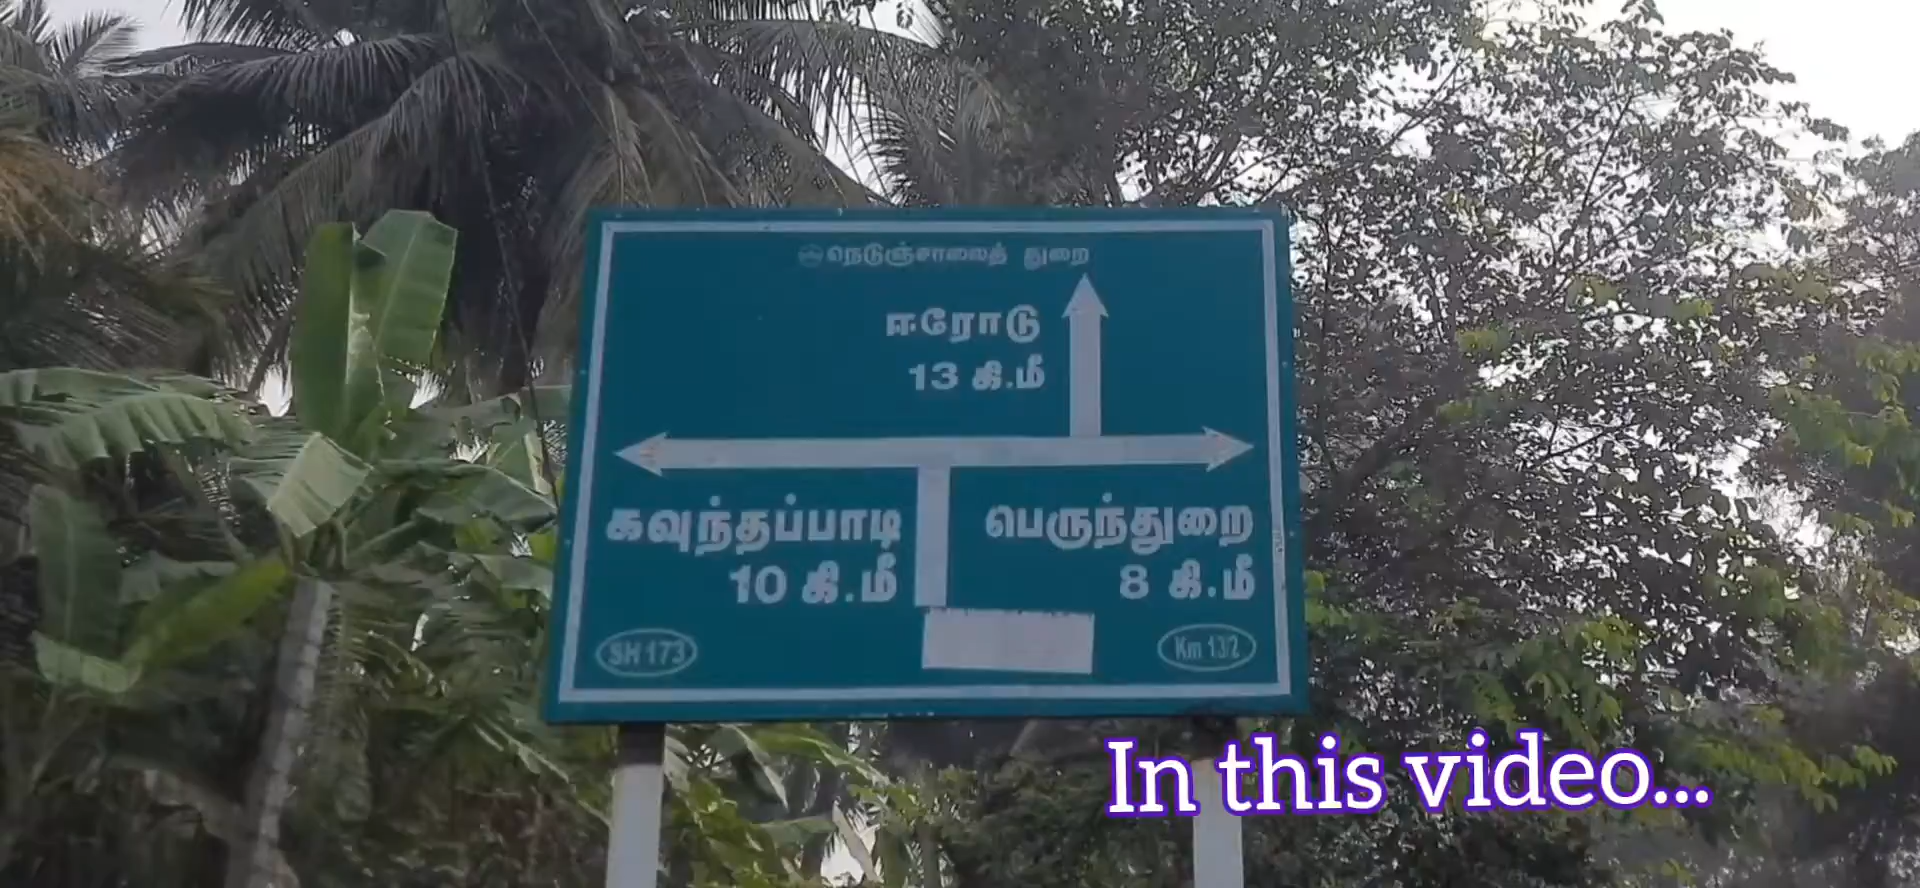 நெடுஞ்சாலைத் துறை
ஈரோடு
13 கி.மீ
கவுந்தப்பாடி
10 கி.மீ
பெருந்துறை
8 கி.மீ
SH 173
Km 13/2
In this video...